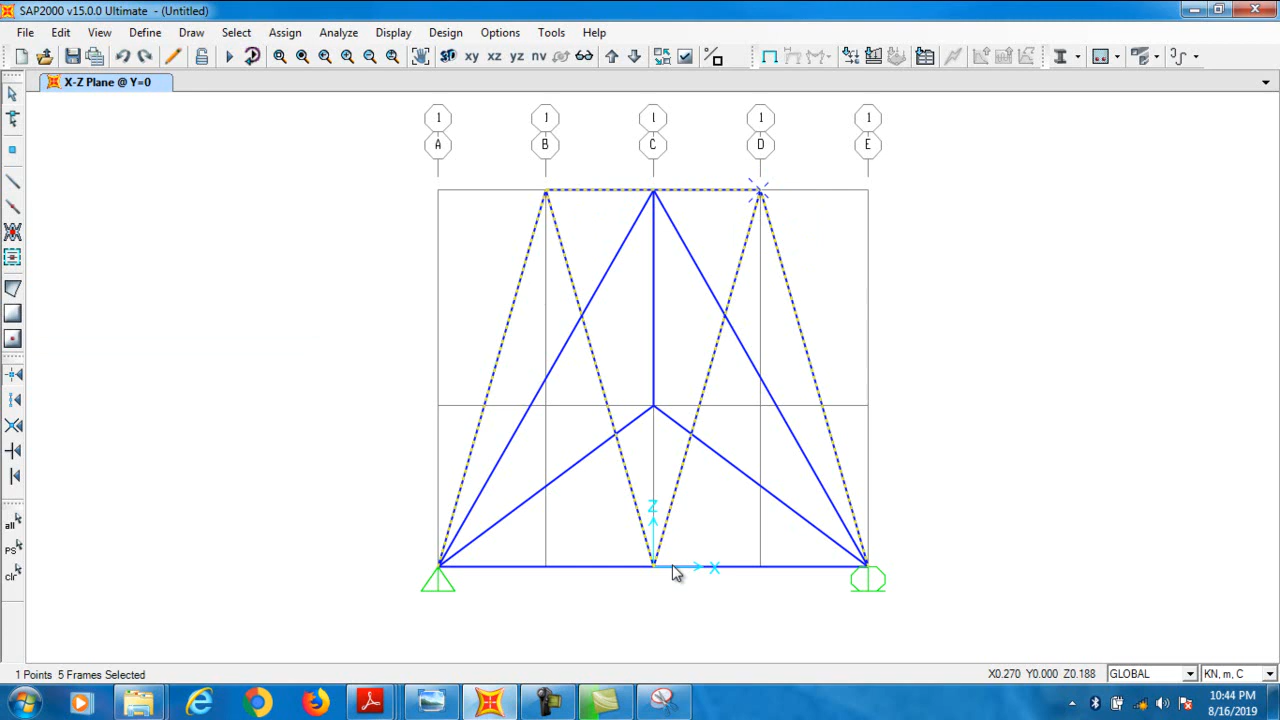 SAP2000 v15.0.0 Ultimate - (Untitled)
File Edit View Define Draw Select Assign Analyze Display Design Options Tools Help
3D xy xz yz nv
X-Z Plane @ Y=0
1 1 1 1 1
A B C D E
Z
X
all
PS
clr
1 Points 5 Frames Selected
X0.270 Y0.000 Z0.188
GLOBAL
KN, m, C
10:44 PM
8/16/2019